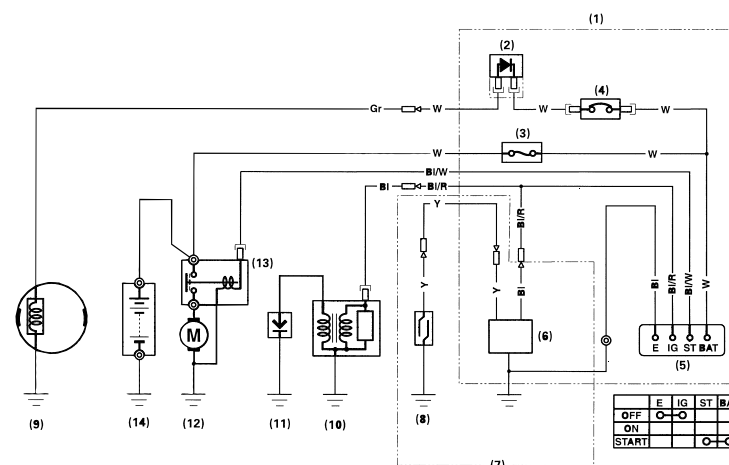 (1)
(2)
(4)
Gr W W W
(3)
W W
Bl/W
Bl Bl/R
Y
Bl/R
(13)
Y Y Bl
Bl Bl/R Bl/W W
M
(6)
E IG ST BAT
(5)
(9) (14) (12) (11) (10) (8)
E IG ST
OFF
ON
START
(7)